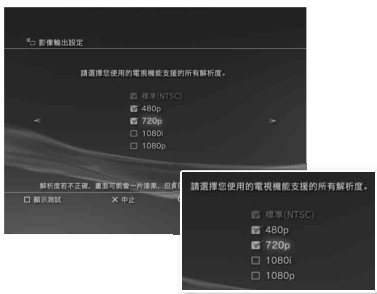 影像輸出設定
請選擇您使用的電視機能支援的所有解析度。
標準(NTSC)
480p
720p
1080i
1080p
解析度若不正確，畫面可能會一片漆黑，但
顯示測試
中止
請選擇您使用的電視機能支援的所有解析度。
標準(NTSC)
480p
720p
1080i
1080p